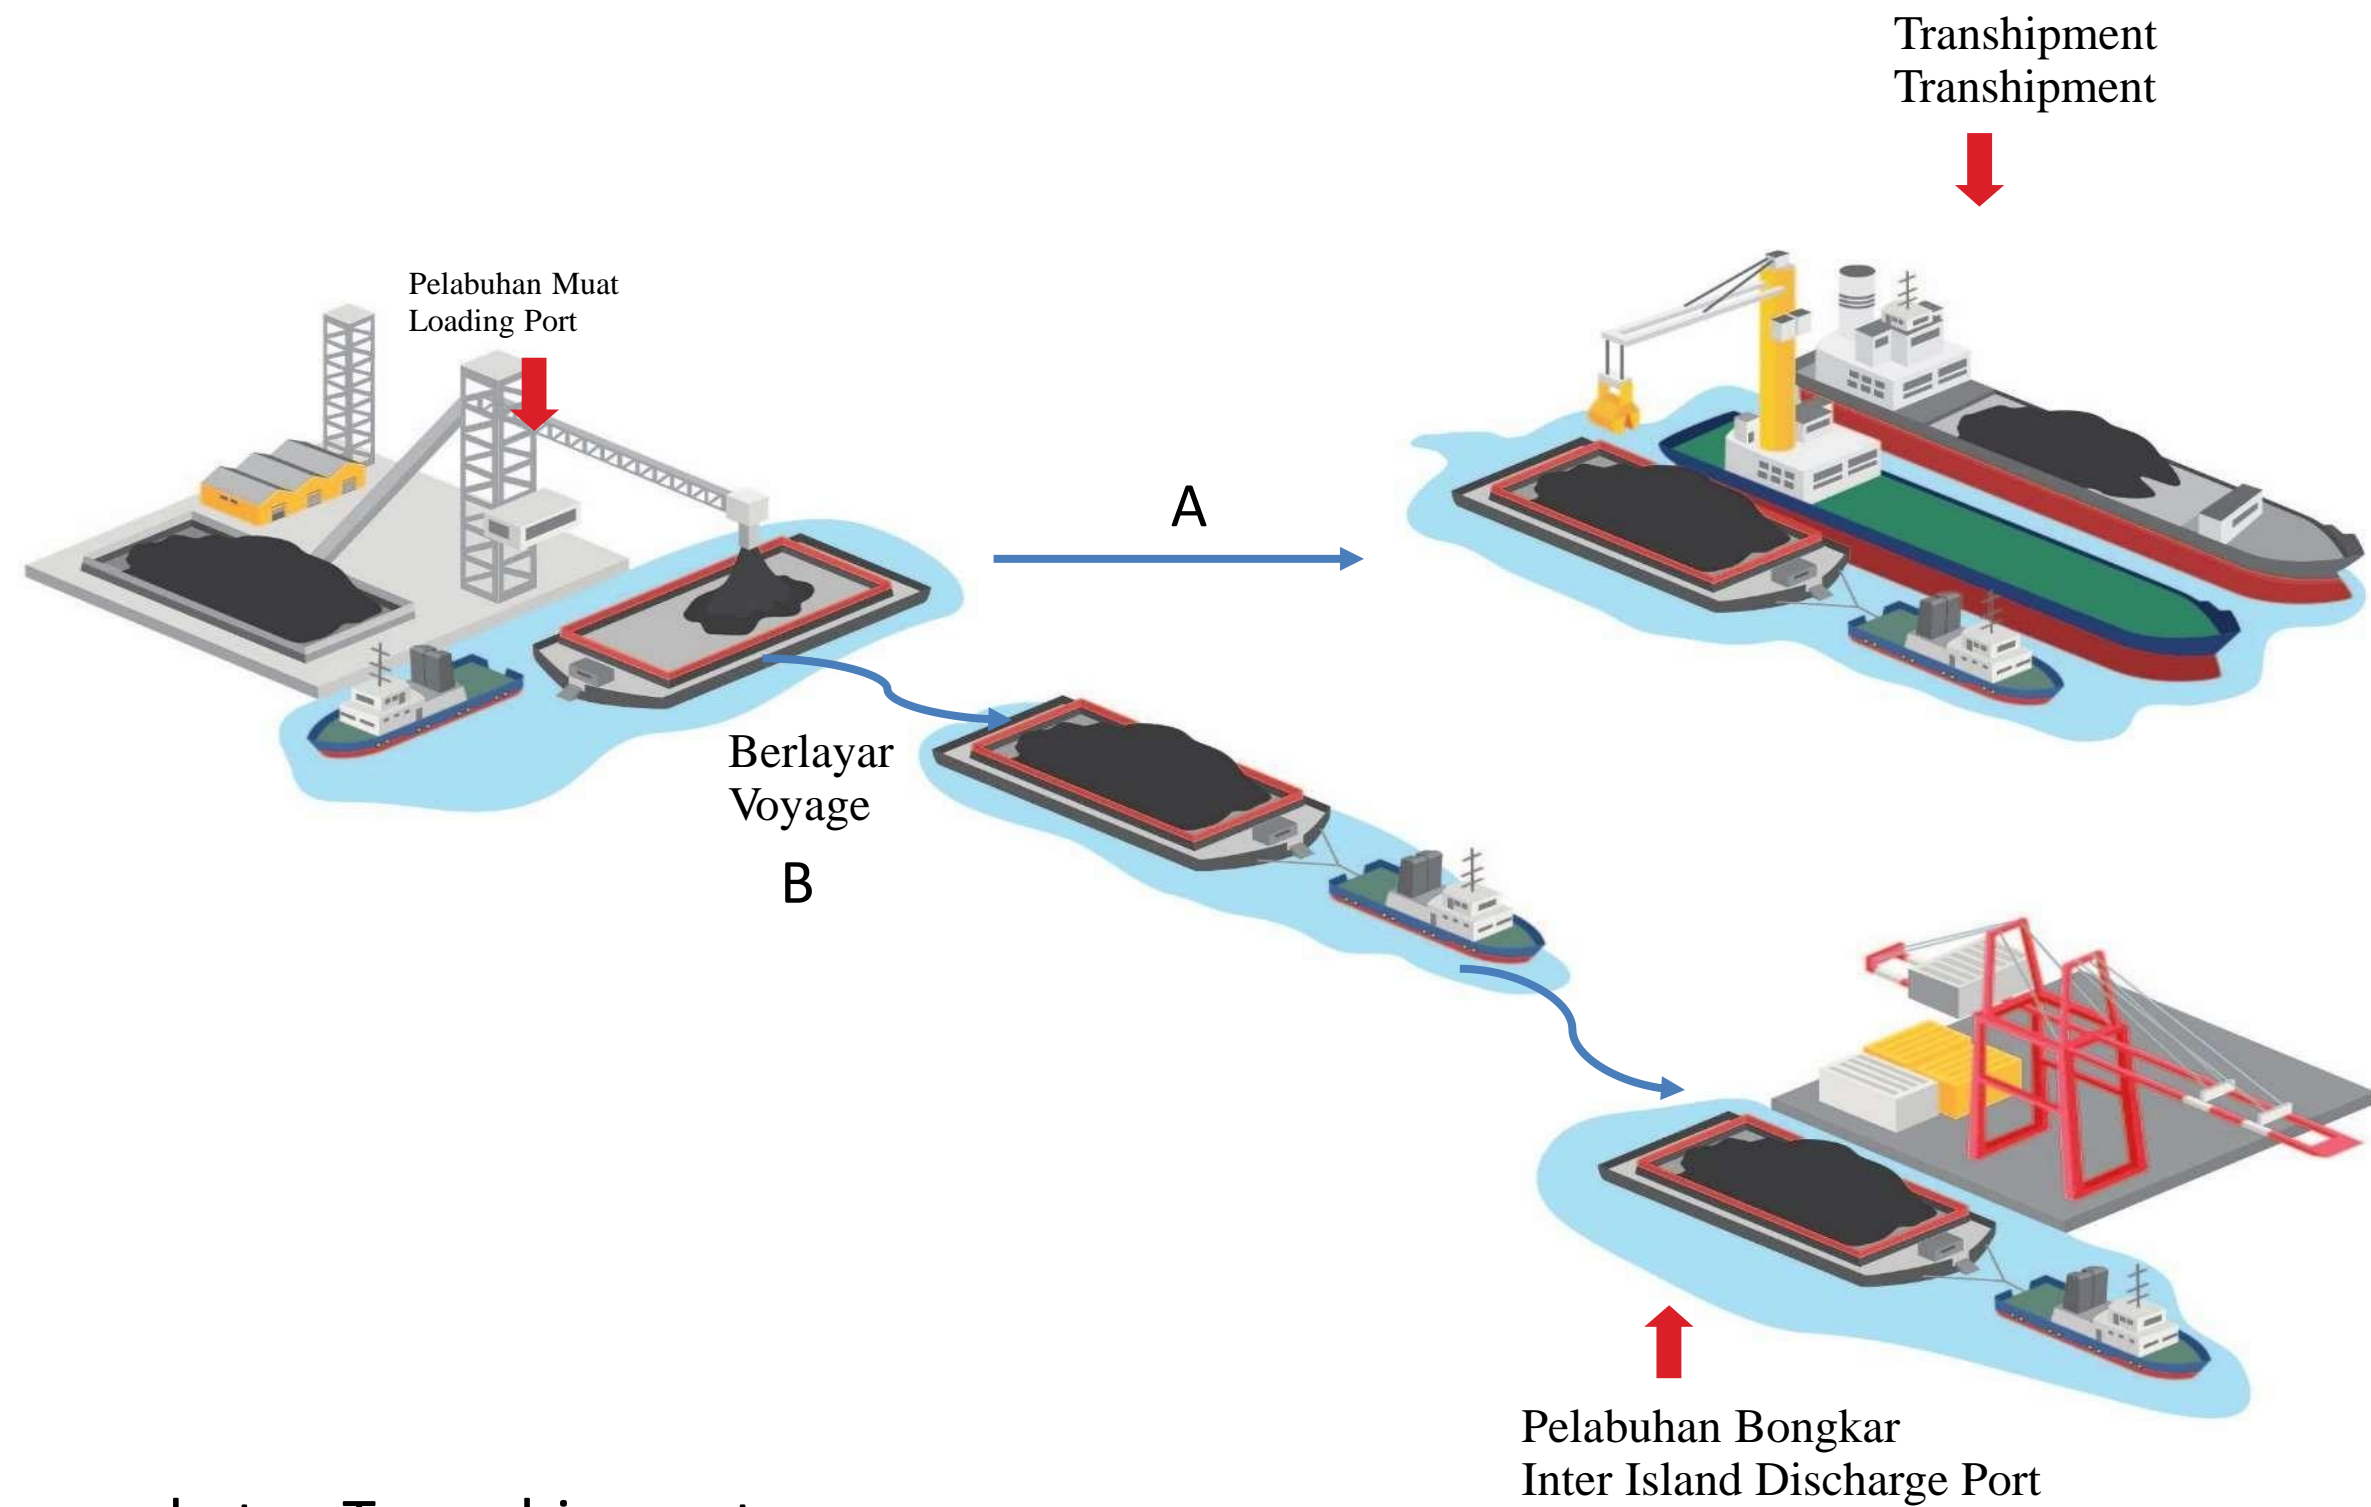 Transhipment
Transhipment
Pelabuhan Muat
Loading Port
A
Berlayar
Voyage
B
Pelabuhan Bongkar
Inter Island Discharge Port